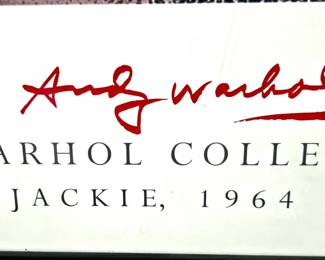 Andy Warhol
ARHOL COLLE
JACKIE, 1964